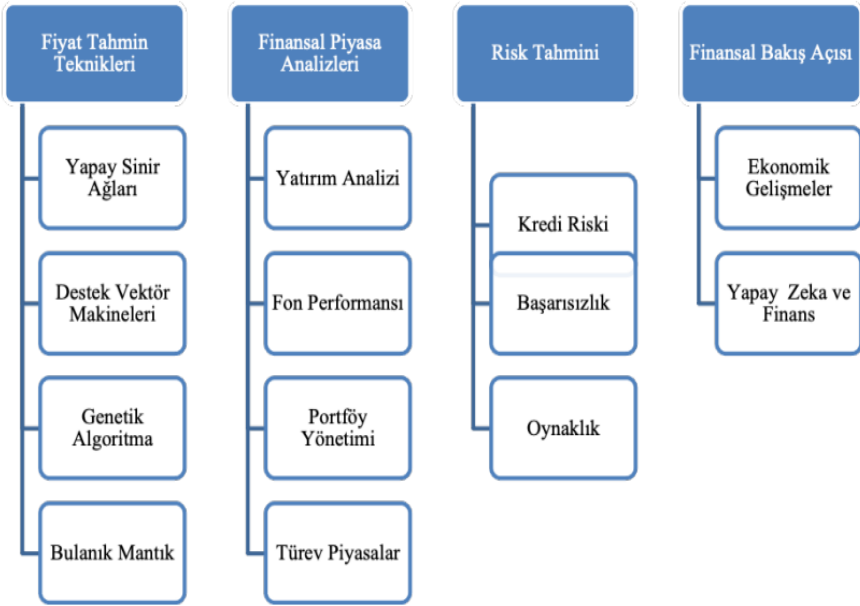 Fiyat Tahmin
Teknikleri
Yapay Sinir
Ağları
Destek Vektör
Makineleri
Genetik
Algoritma
Bulanık Mantık
Finansal Piyasa
Analizleri
Yatırım Analizi
Fon Performansı
Portföy
Yönetimi
Türev Piyasalar
Risk Tahmini
Kredi Riski
Başarısızlık
Oynaklık
Finansal Bakış Açısı
Ekonomik
Gelişmeler
Yapay Zeka ve
Finans